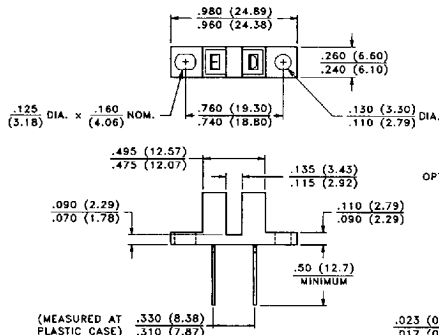 .980 (24.89)
.960 (24.38)
E D
.260 (6.60)
.240 (6.10)
.125 DIA. x .160 NOM.
(3.18) (4.06)
.760 (19.30)
.740 (18.80)
.130 (3.30) DIA.
.110 (2.79)
.495 (12.57)
.475 (12.07)
.135 (3.43)
.115 (2.92)
OPT
.090 (2.29)
.070 (1.78)
.110 (2.79)
.090 (2.29)
.50 (12.7)
MINIMUM
(MEASURED AT .330 (8.38)
PLASTIC CASE) .310 (7.87)
.023 (0